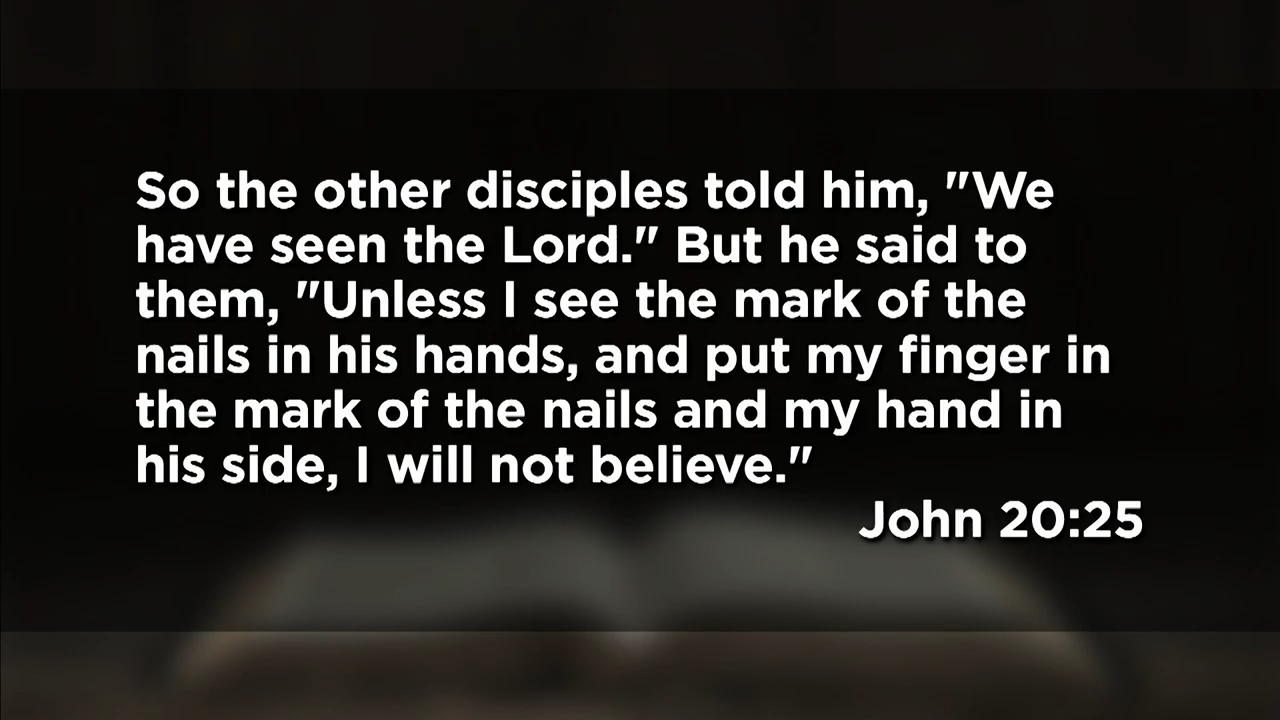 So the other disciples told him, "We
have seen the Lord." But he said to
them, "Unless I see the mark of the
nails in his hands, and put my finger in
the mark of the nails and my hand in
his side, I will not believe."
John 20:25